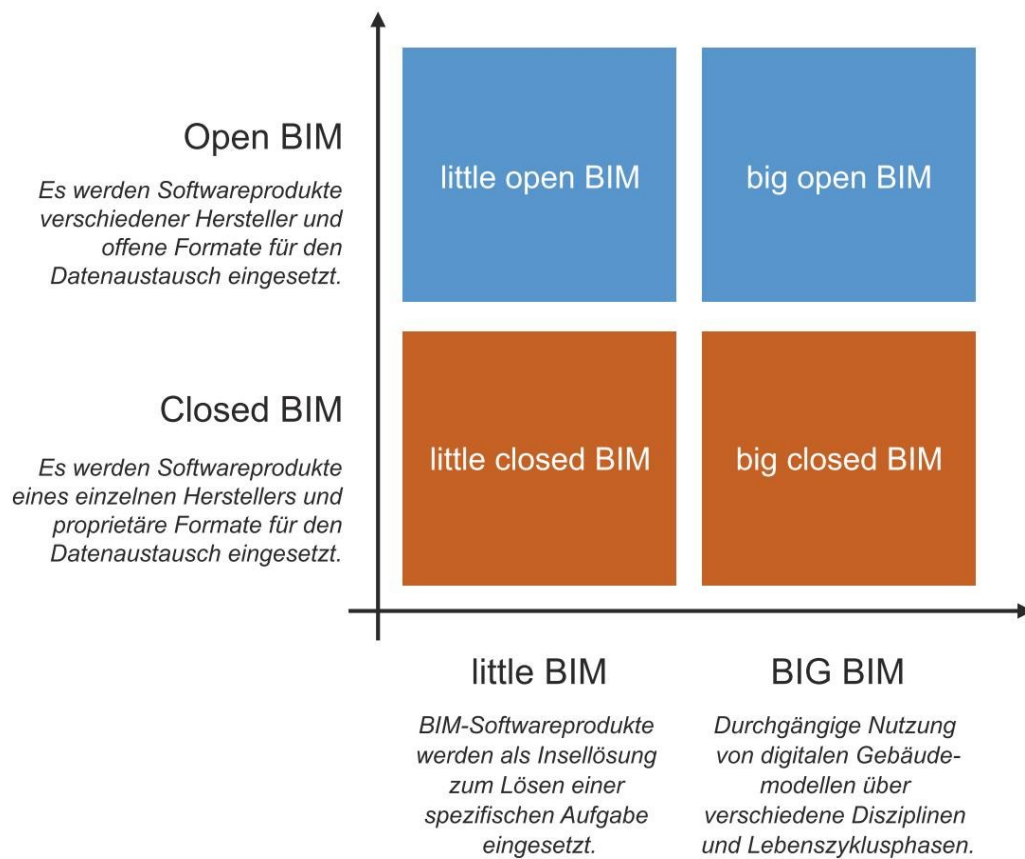 Open BIM
Es werden Softwareprodukte
verschiedener Hersteller und
offene Formate für den
Datenaustausch eingesetzt.
little open BIM
big open BIM
Closed BIM
Es werden Softwareprodukte
eines einzelnen Herstellers und
proprietäre Formate für den
Datenaustausch eingesetzt.
little closed BIM
big closed BIM
little BIM
BIM-Softwareprodukte
werden als Insellösung
zum Lösen einer
spezifischen Aufgabe
eingesetzt.
BIG BIM
Durchgängige Nutzung
von digitalen Gebäude-
modellen über
verschiedene Disziplinen
und Lebenszyklusphasen.